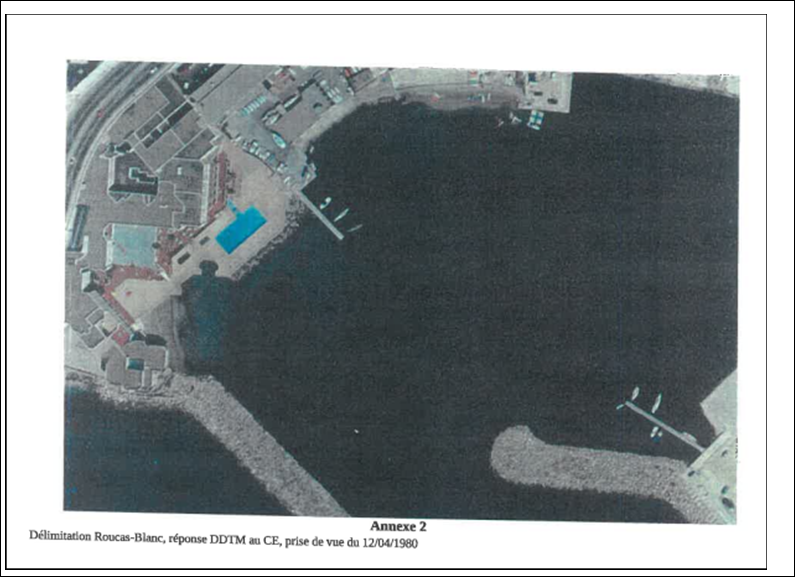 Annexe 2
Délimitation Roucas-Blanc, réponse DDTM au CE, prise de vue du 12/04/1980